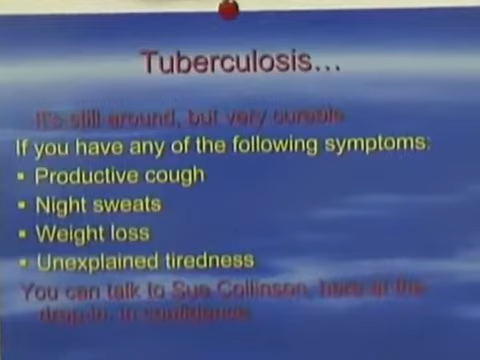 Tuberculosis...
It's still around, but very curable
If you have any of the following symptoms:
▪ Productive cough
▪ Night sweats
▪ Weight loss
▪ Unexplained tiredness
You can talk to Sue Collinson, here at the
drop-in, in confidence